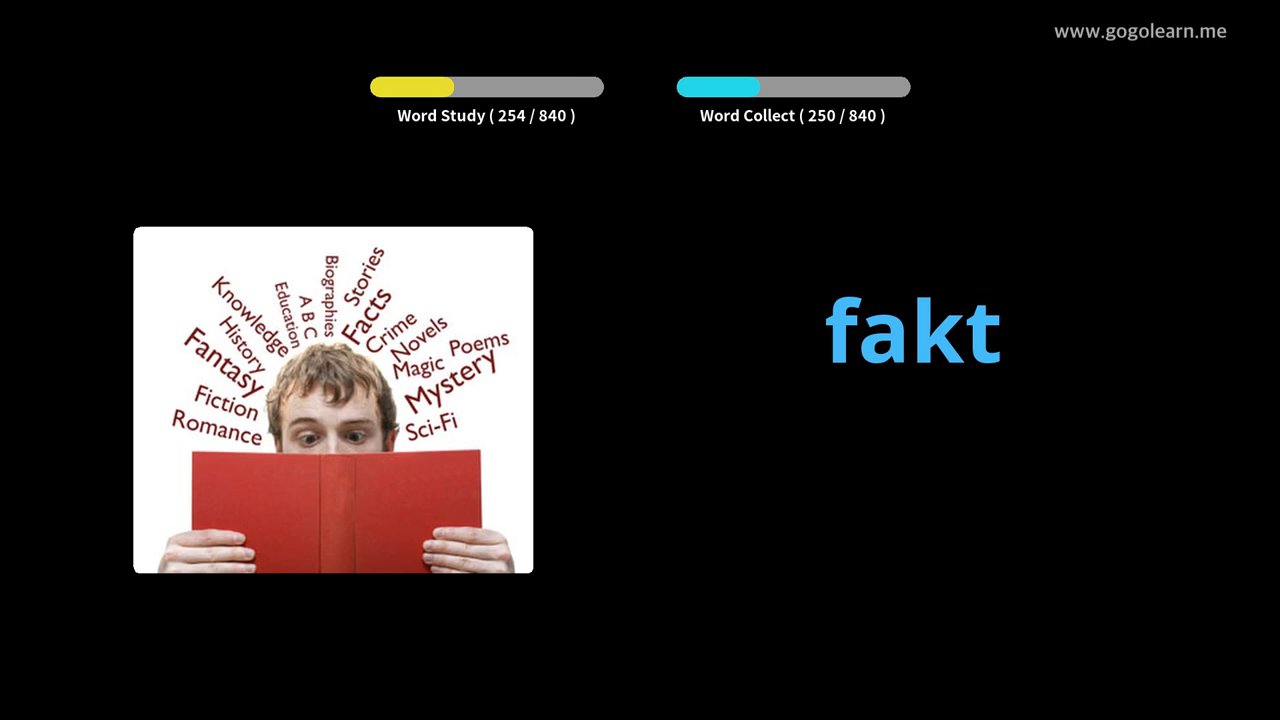 www.gogolearn.me
Word Study ( 254 / 840 )
Word Collect ( 250 / 840 )
fakt
Romance
Fiction
Fantasy
History
Knowledge
Education
A B C
Biographies
Stories
Facts
Crime
Novels
Magic
Poems
Mystery
Sci-Fi